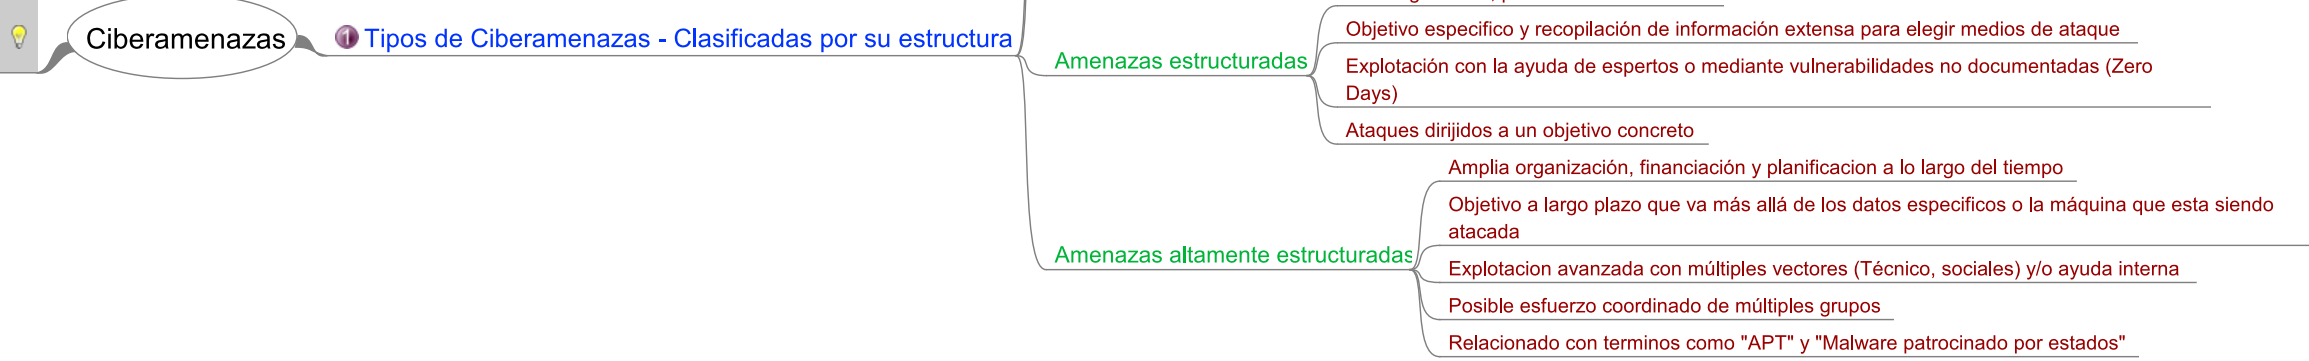 Ciberamenazas
1 Tipos de Ciberamenazas - Clasificadas por su estructura
Amenazas estructuradas
Objetivo especifico y recopilación de información extensa para elegir medios de ataque
Explotación con la ayuda de espertos o mediante vulnerabilidades no documentadas (Zero
Days)
Ataques dirijidos a un objetivo concreto
Amenazas altamente estructuradas
Amplia organización, financiación y planificacion a lo largo del tiempo
Objetivo a largo plazo que va más allá de los datos especificos o la máquina que esta siendo
atacada
Explotacion avanzada con múltiples vectores (Técnico, sociales) y/o ayuda interna
Posible esfuerzo coordinado de múltiples grupos
Relacionado con terminos como "APT" y "Malware patrocinado por estados"